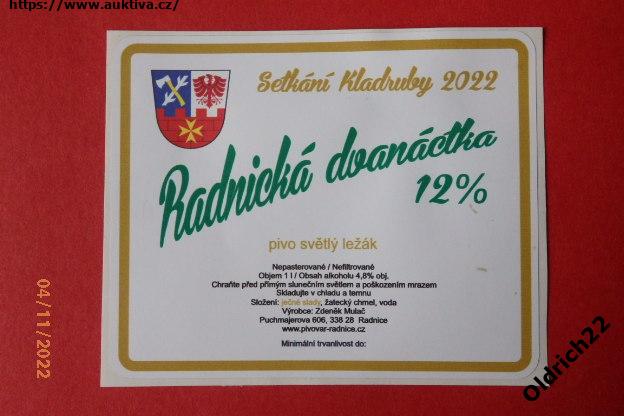 https://www.auktiva.cz/
Setkání Kladruby 2022
Radnická dvanáctka
12%
pivo světlý ležák
Nepasterované / Nefiltrované
Objem 1 l / Obsah alkoholu 4,8% obj.
Chraňte před přímým slunečním světlem a poškozením mrazem
Skladujte v chladu a temnu
Složení: ječné slady, žatecký chmel, voda
Výrobce: Zdeněk Mulač
Puchmajerova 606, 338 28 Radnice
www.pivovar-radnice.cz
Minimální trvanlivost do:
04/11/2022
Oldrich22